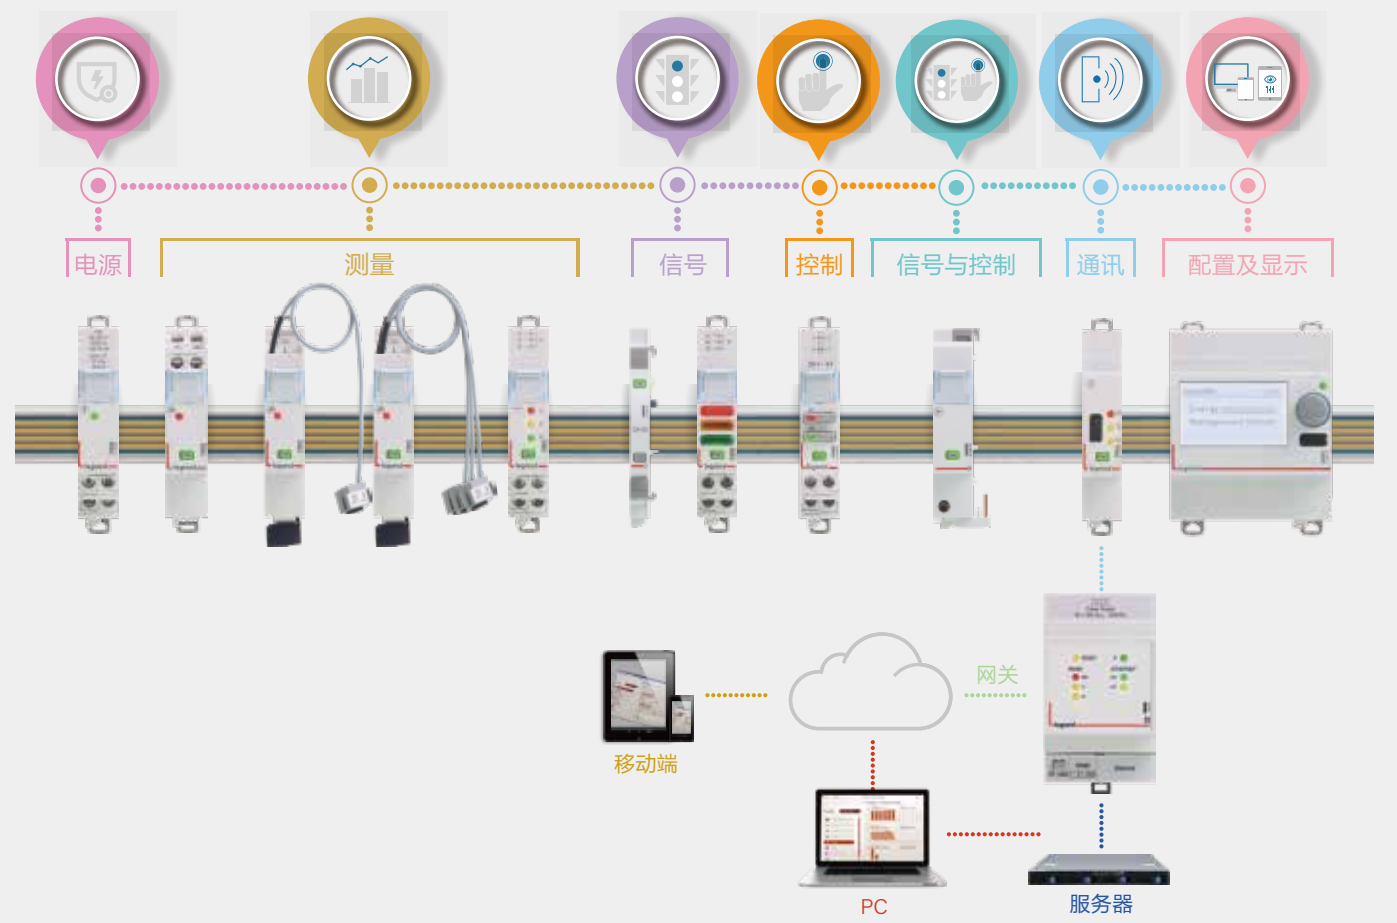 电源
测量
信号
控制
信号与控制
通讯
配置及显示
网关
移动端
PC
服务器